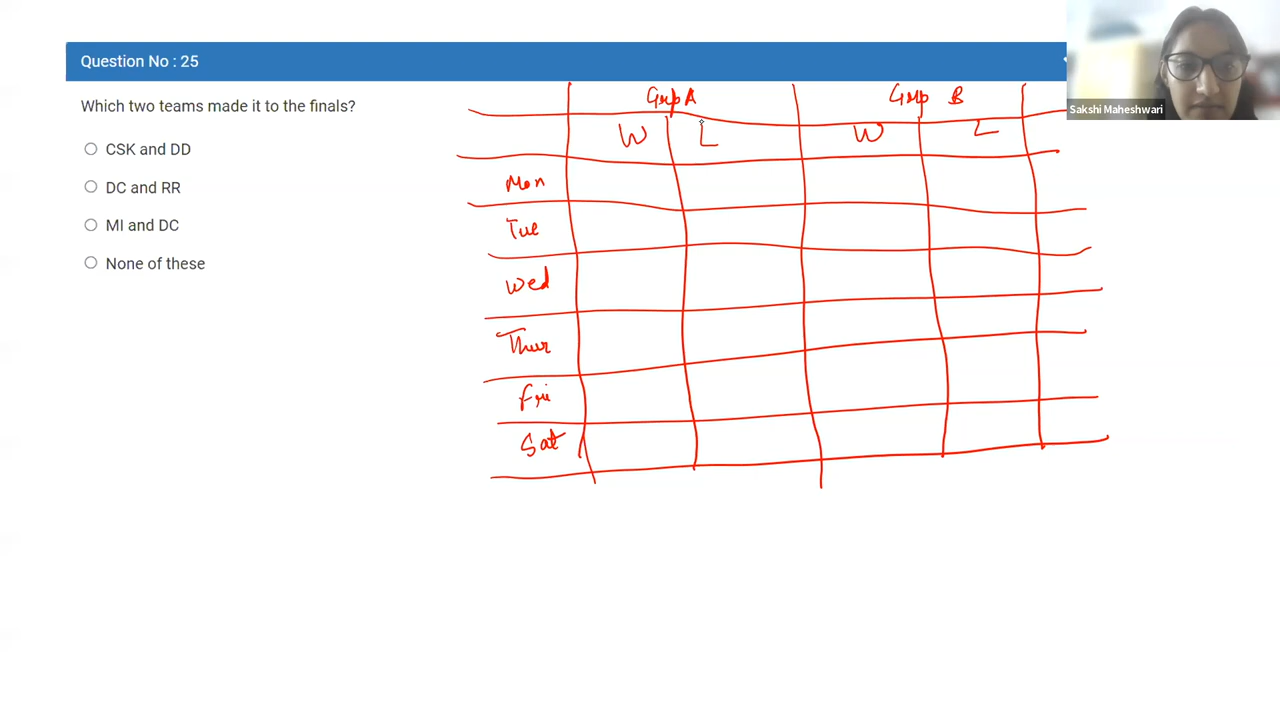 Question No : 25
Which two teams made it to the finals?
CSK and DD
DC and RR
MI and DC
None of these
Sakshi Maheshwari
Grp A Grp B
W L W L
Mon
Tue
Wed
Thur
Fri
Sat